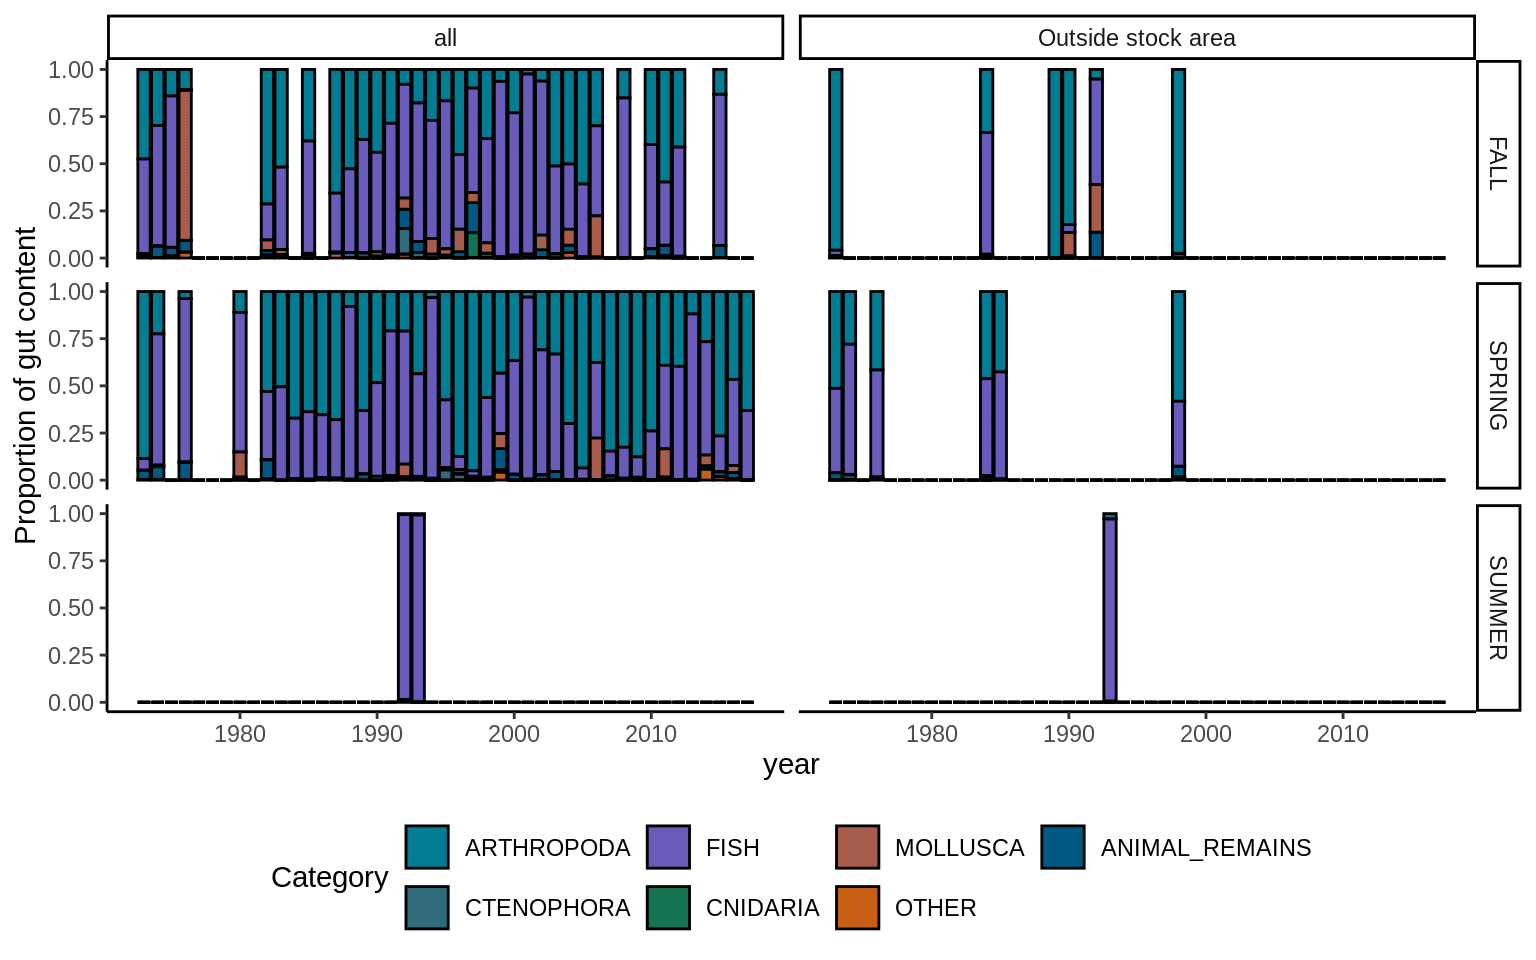 all
Outside stock area
Proportion of gut content
1.00
0.75
0.50
0.25
0.00
FALL
1.00
0.75
0.50
0.25
0.00
SPRING
1.00
0.75
0.50
0.25
0.00
SUMMER
1980 1990 2000 2010
1980 1990 2000 2010
year
Category
ARTHROPODA FISH MOLLUSCA ANIMAL_REMAINS
CTENOPHORA CNIDARIA OTHER